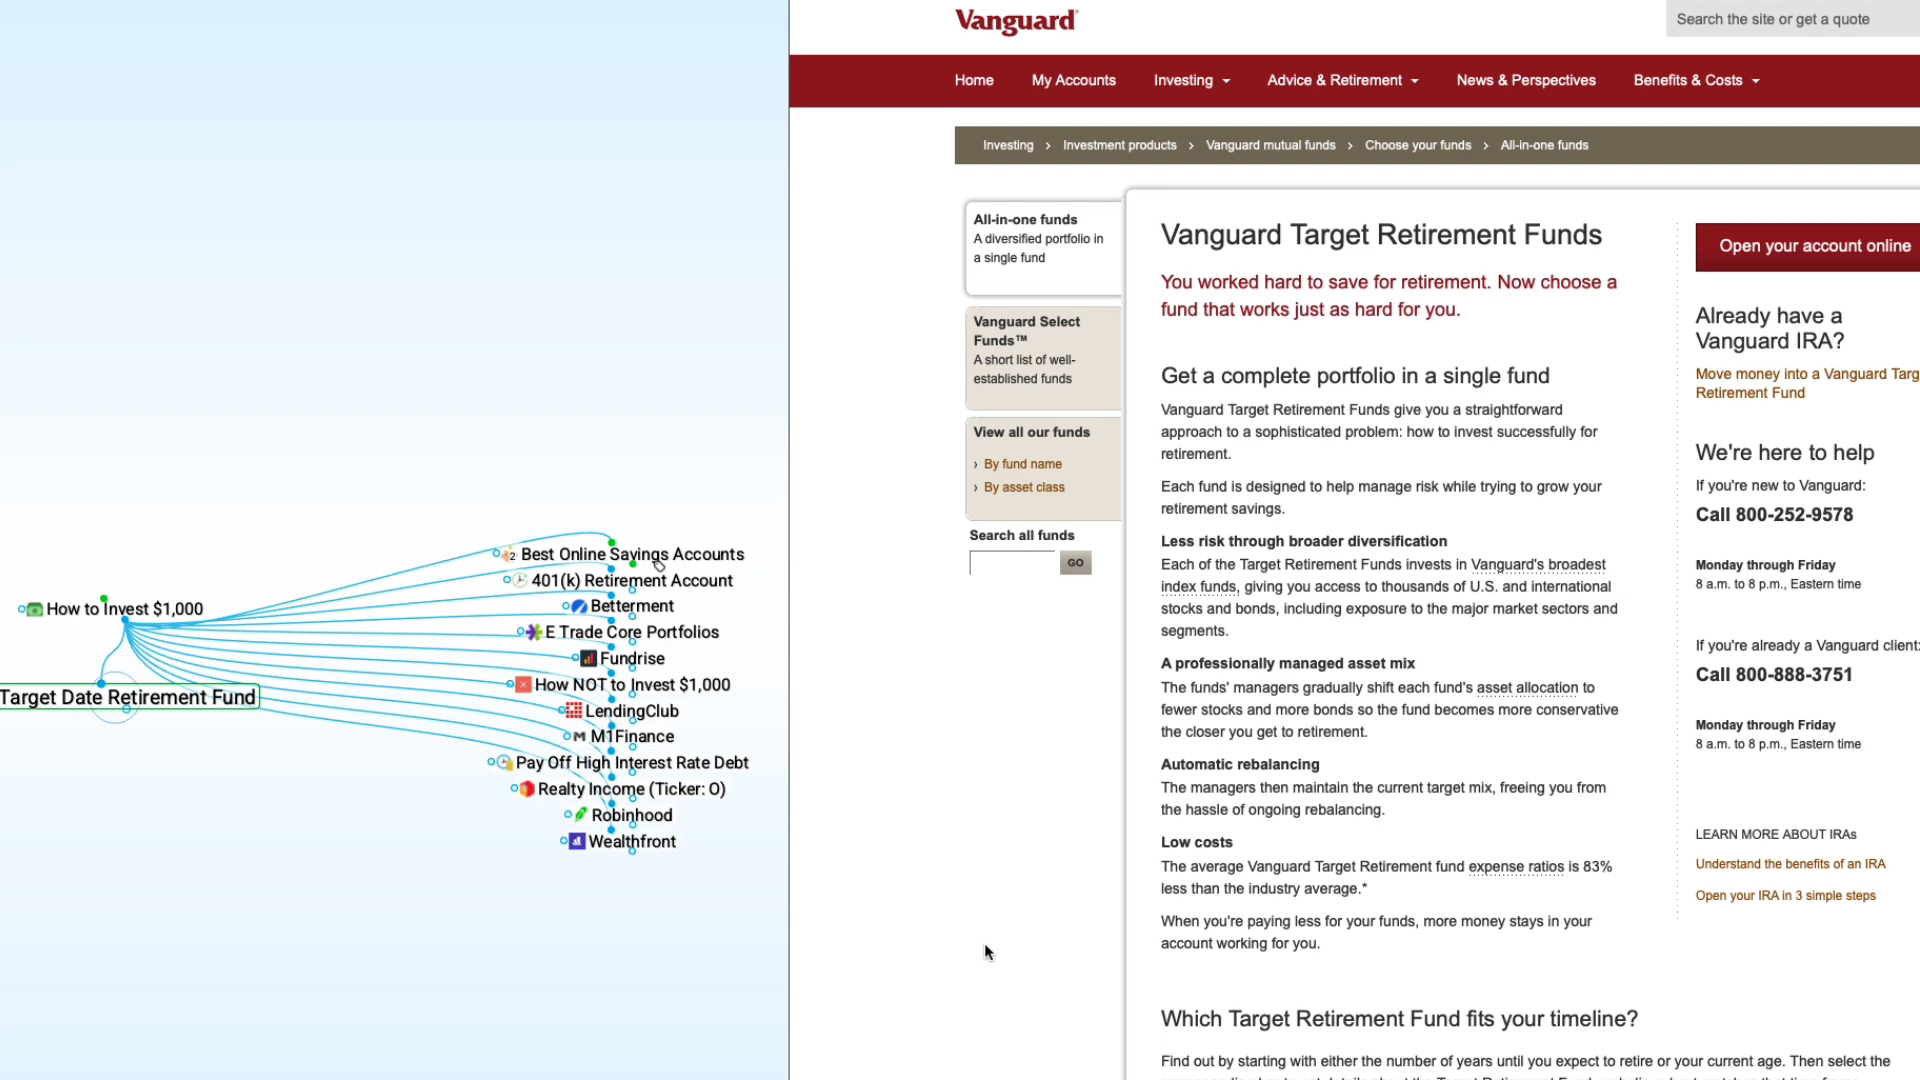 How to Invest $1,000
Target Date Retirement Fund
Best Online Savings Accounts
401(k) Retirement Account
Betterment
E Trade Core Portfolios
Fundrise
How NOT to Invest $1,000
LendingClub
M1Finance
Pay Off High Interest Rate Debt
Realty Income (Ticker: O)
Robinhood
Wealthfront
Vanguard
Search the site or get a quote
Home My Accounts Investing Advice & Retirement News & Perspectives Benefits & Costs
Investing › Investment products › Vanguard mutual funds › Choose your funds › All-in-one funds
All-in-one funds
A diversified portfolio in
a single fund
Vanguard Select
Funds™
A short list of well-
established funds
View all our funds
› By fund name
› By asset class
Search all funds
GO
Vanguard Target Retirement Funds
You worked hard to save for retirement. Now choose a
fund that works just as hard for you.
Get a complete portfolio in a single fund
Vanguard Target Retirement Funds give you a straightforward
approach to a sophisticated problem: how to invest successfully for
retirement.
Each fund is designed to help manage risk while trying to grow your
retirement savings.
Less risk through broader diversification
Each of the Target Retirement Funds invests in Vanguard's broadest
index funds, giving you access to thousands of U.S. and international
stocks and bonds, including exposure to the major market sectors and
segments.
A professionally managed asset mix
The funds' managers gradually shift each fund's asset allocation to
fewer stocks and more bonds so the fund becomes more conservative
the closer you get to retirement.
Automatic rebalancing
The managers then maintain the current target mix, freeing you from
the hassle of ongoing rebalancing.
Low costs
The average Vanguard Target Retirement fund expense ratios is 83%
less than the industry average.*
When you're paying less for your funds, more money stays in your
account working for you.
Which Target Retirement Fund fits your timeline?
Find out by starting with either the number of years until you expect to retire or your current age. Then select the
Open your account online
Already have a
Vanguard IRA?
Move money into a Vanguard Targ
Retirement Fund
We're here to help
If you're new to Vanguard:
Call 800-252-9578
Monday through Friday
8 a.m. to 8 p.m., Eastern time
If you're already a Vanguard client:
Call 800-888-3751
Monday through Friday
8 a.m. to 8 p.m., Eastern time
LEARN MORE ABOUT IRAs
Understand the benefits of an IRA
Open your IRA in 3 simple steps